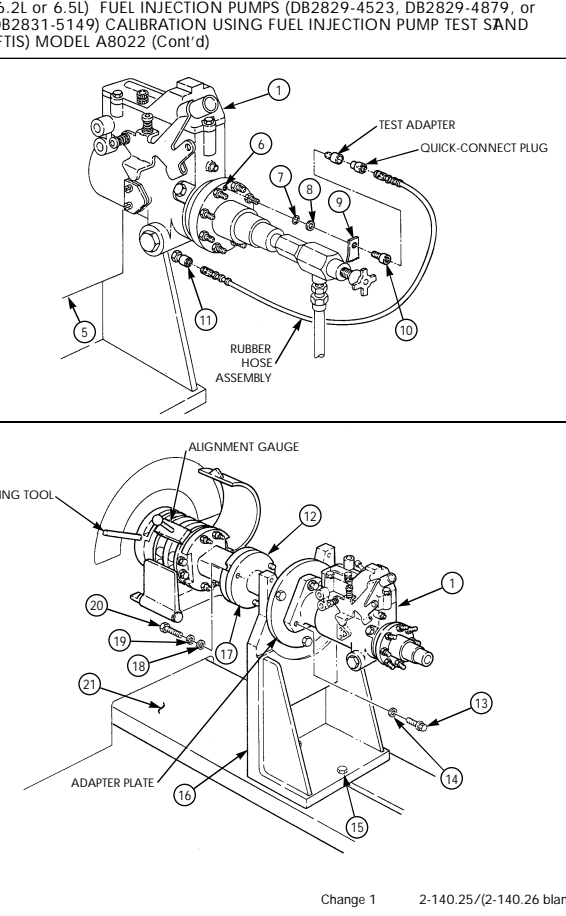 6.2L or 6.5L) FUEL INJECTION PUMPS (DB2829-4523, DB2829-4879, or
DB2831-5149) CALIBRATION USING FUEL INJECTION PUMP TEST STAND
FTIS) MODEL A8022 (Cont'd)
1
TEST ADAPTER
QUICK-CONNECT PLUG
6
7
8
9
10
11
5
RUBBER
HOSE
ASSEMBLY
ALIGNMENT GAUGE
ING TOOL
12
1
20
19
18
17
21
13
14
ADAPTER PLATE
16
15
Change 1 2-140.25/(2-140.26 blan